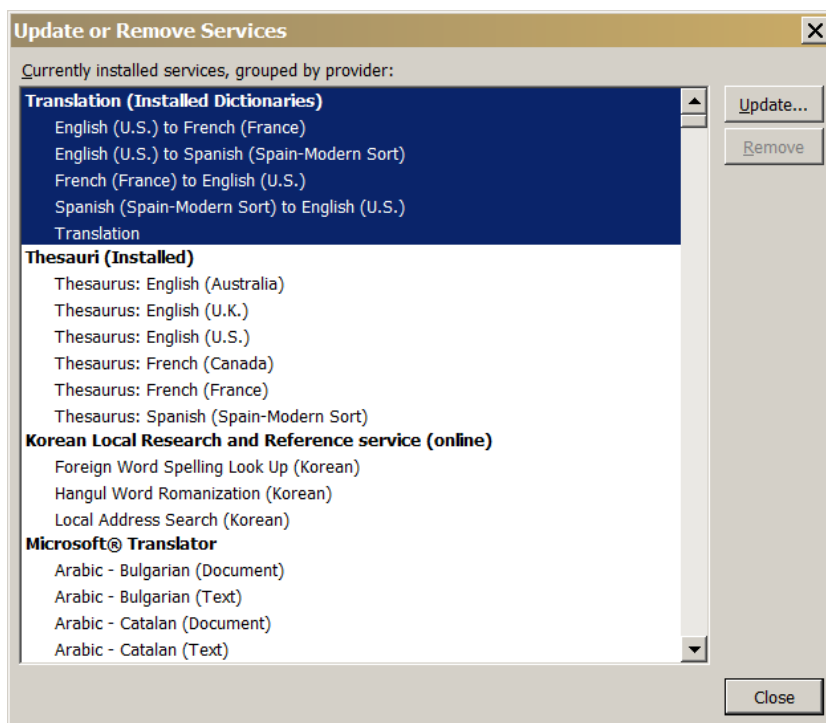 Update or Remove Services
Currently installed services, grouped by provider:
Translation (Installed Dictionaries)
English (U.S.) to French (France)
English (U.S.) to Spanish (Spain-Modern Sort)
French (France) to English (U.S.)
Spanish (Spain-Modern Sort) to English (U.S.)
Translation
Thesauri (Installed)
Thesaurus: English (Australia)
Thesaurus: English (U.K.)
Thesaurus: English (U.S.)
Thesaurus: French (Canada)
Thesaurus: French (France)
Thesaurus: Spanish (Spain-Modern Sort)
Korean Local Research and Reference service (online)
Foreign Word Spelling Look Up (Korean)
Hangul Word Romanization (Korean)
Local Address Search (Korean)
Microsoft® Translator
Arabic - Bulgarian (Document)
Arabic - Bulgarian (Text)
Arabic - Catalan (Document)
Arabic - Catalan (Text)
Update...
Remove
Close